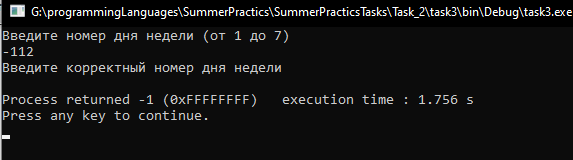 G:\programmingLanguages\SummerPractics\SummerPracticsTasks\Task_2\task3\bin\Debug\task3.exe
Введите номер дня недели (от 1 до 7)
-112
Введите корректный номер дня недели
Process returned -1 (0xFFFFFFFF)   execution time : 1.756 s
Press any key to continue.